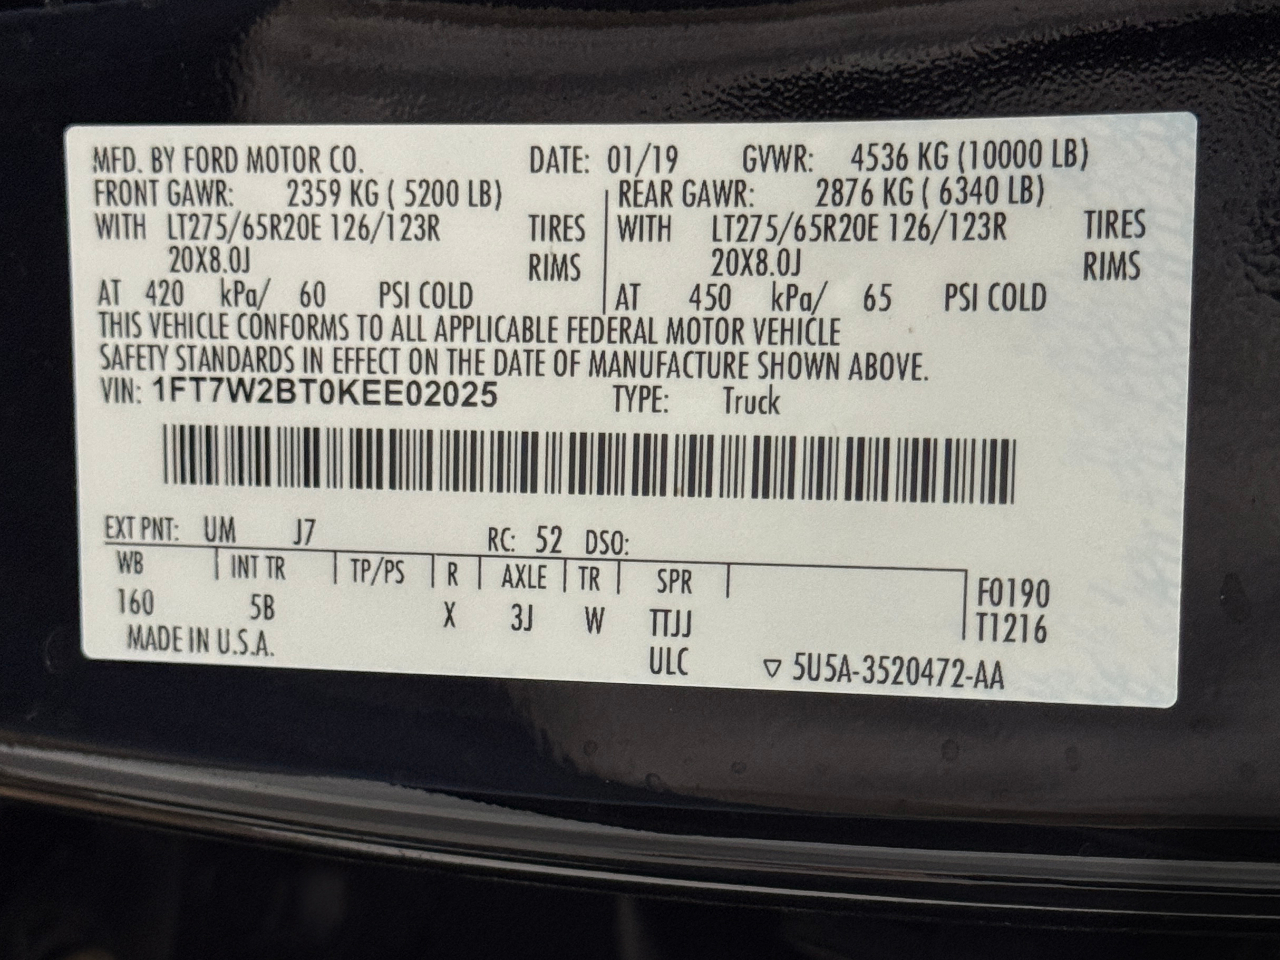 MFD. BY FORD MOTOR CO. DATE: 01/19 GVWR: 4536 KG (10000 LB)
FRONT GAWR: 2359 KG ( 5200 LB) REAR GAWR: 2876 KG ( 6340 LB)
WITH LT275/65R20E 126/123R TIRES WITH LT275/65R20E 126/123R TIRES
20X8.0J RIMS 20X8.0J RIMS
AT 420 kPa/ 60 PSI COLD AT 450 kPa/ 65 PSI COLD
THIS VEHICLE CONFORMS TO ALL APPLICABLE FEDERAL MOTOR VEHICLE
SAFETY STANDARDS IN EFFECT ON THE DATE OF MANUFACTURE SHOWN ABOVE.
VIN: 1FT7W2BT0KEE02025 TYPE: Truck
EXT PNT: UM J7 RC: 52 DSO:
WB INT TR TP/PS R AXLE TR SPR F0190
160 5B X 3J W TTJJ T1216
MADE IN U.S.A. ULC ▽ 5U5A-3520472-AA